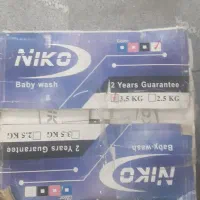 NIKO
Baby wash
2 Years Guarantee
3.5 KG 2.5 KG
3.5 KG 2.5 KG
2 Years Guarantee
Baby wash
NIKO